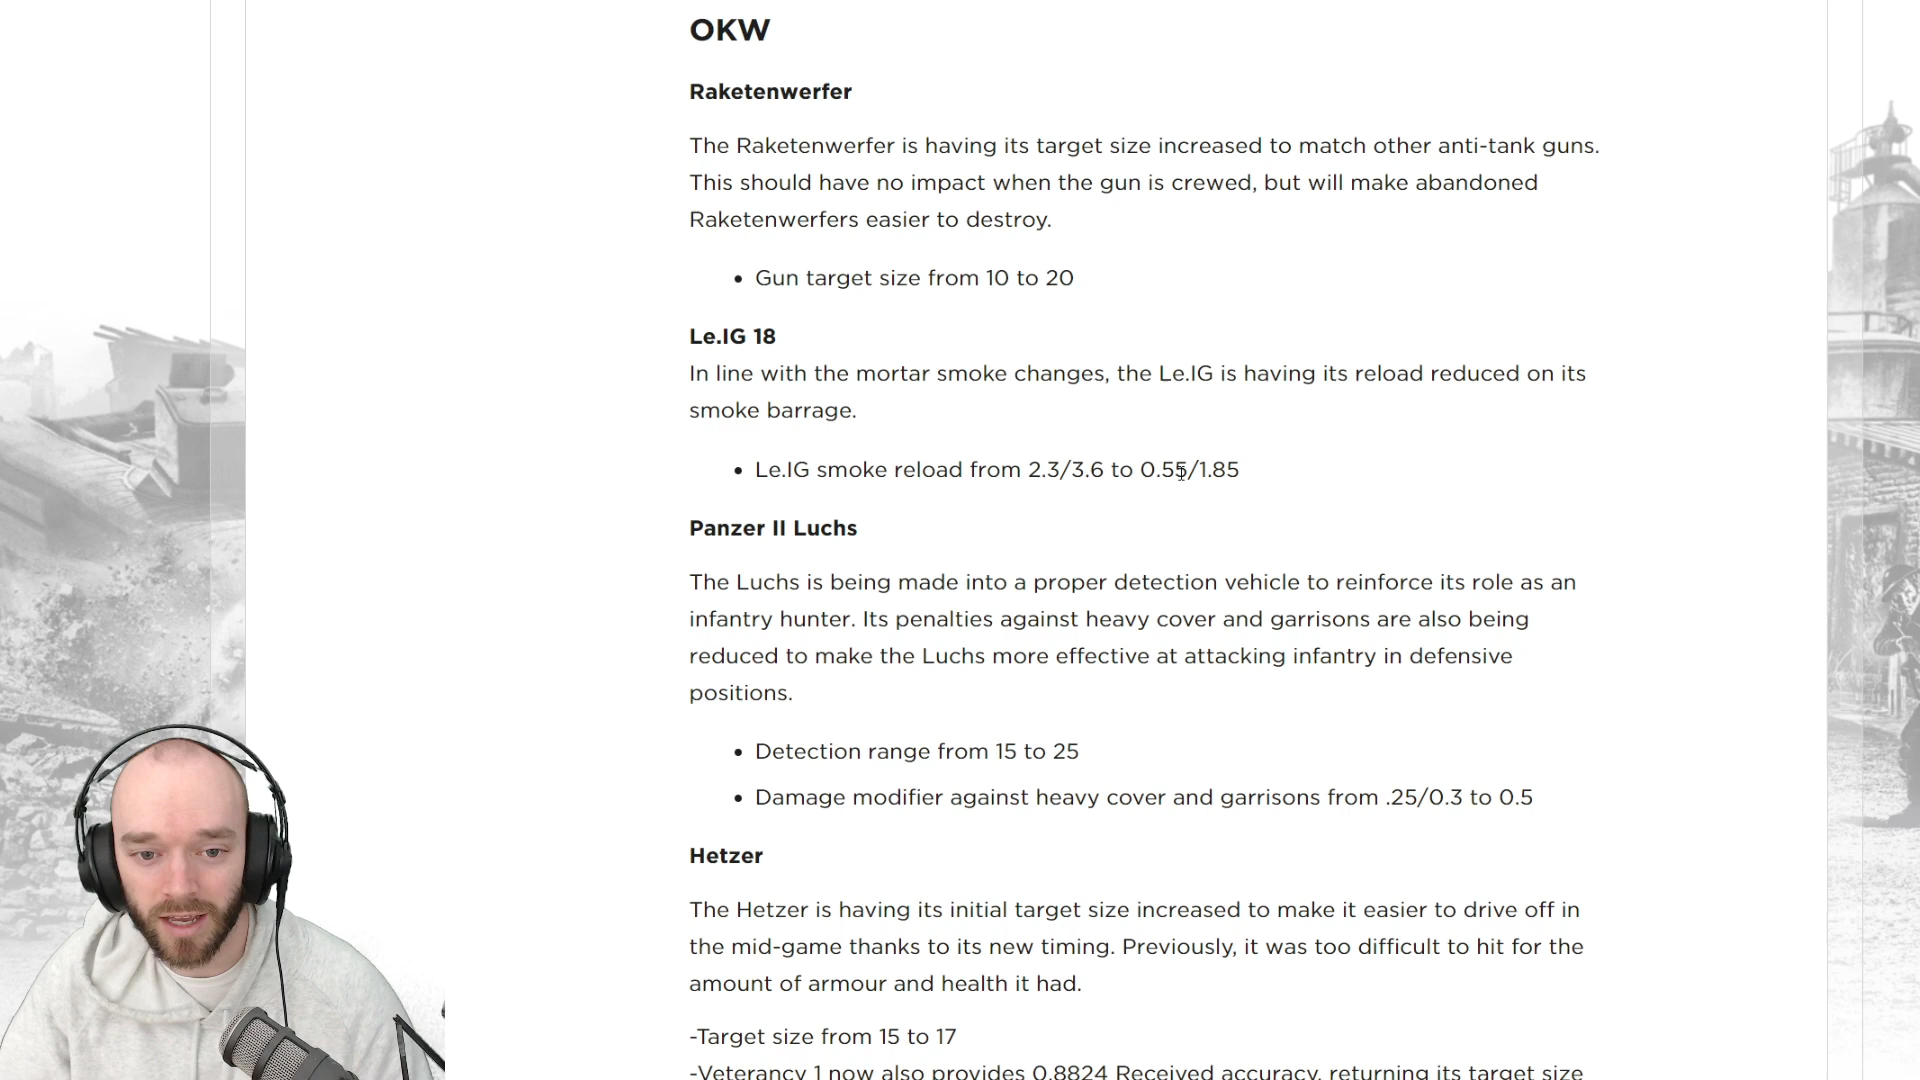 OKW
Raketenwerfer
The Raketenwerfer is having its target size increased to match other anti-tank guns.
This should have no impact when the gun is crewed, but will make abandoned
Raketenwerfers easier to destroy.
• Gun target size from 10 to 20
Le.IG 18
In line with the mortar smoke changes, the Le.IG is having its reload reduced on its
smoke barrage.
• Le.IG smoke reload from 2.3/3.6 to 0.55/1.85
Panzer II Luchs
The Luchs is being made into a proper detection vehicle to reinforce its role as an
infantry hunter. Its penalties against heavy cover and garrisons are also being
reduced to make the Luchs more effective at attacking infantry in defensive
positions.
• Detection range from 15 to 25
• Damage modifier against heavy cover and garrisons from .25/0.3 to 0.5
Hetzer
The Hetzer is having its initial target size increased to make it easier to drive off in
the mid-game thanks to its new timing. Previously, it was too difficult to hit for the
amount of armour and health it had.
-Target size from 15 to 17
-Veterancy 1 now also provides 0.8824 Received accuracy, returning its target size